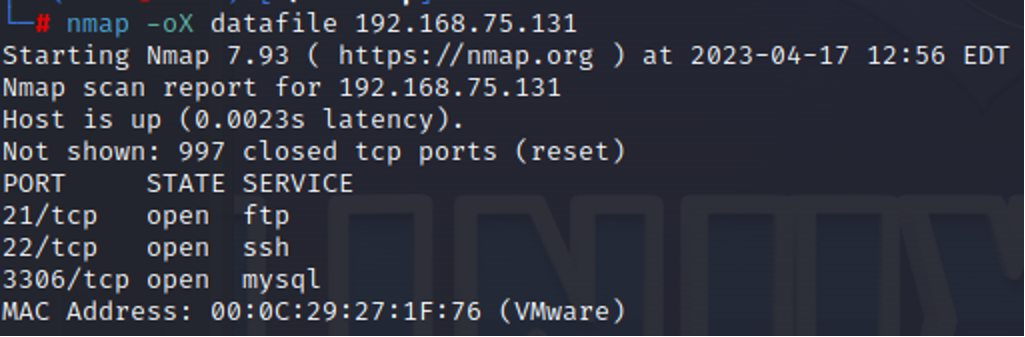 └─# nmap -oX datafile 192.168.75.131
Starting Nmap 7.93 ( https://nmap.org ) at 2023-04-17 12:56 EDT
Nmap scan report for 192.168.75.131
Host is up (0.0023s latency).
Not shown: 997 closed tcp ports (reset)
PORT     STATE SERVICE
21/tcp   open  ftp
22/tcp   open  ssh
3306/tcp open  mysql
MAC Address: 00:0C:29:27:1F:76 (VMware)